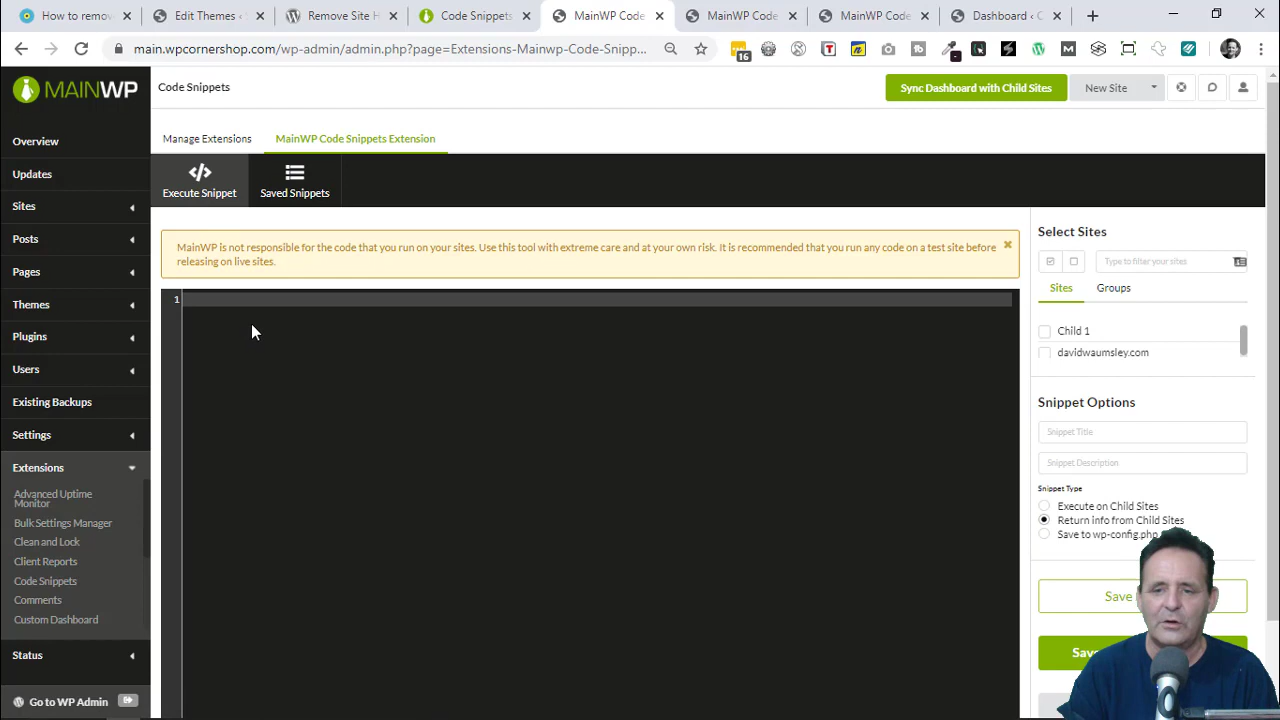 How to remov
Edit Themes ‹
Remove Site H
Code Snippets
MainWP Code
MainWP Cod
MainWP Code
Dashboard ‹ C
main.wpcornershop.com/wp-admin/admin.php?page=Extensions-Mainwp-Code-Snipp...
16
MAINWP
Code Snippets
Sync Dashboard with Child Sites
New Site
Overview
Updates
Sites
Posts
Pages
Themes
Plugins
Users
Existing Backups
Settings
Extensions
Advanced Uptime
Monitor
Bulk Settings Manager
Clean and Lock
Client Reports
Code Snippets
Comments
Custom Dashboard
Status
Go to WP Admin
Manage Extensions
MainWP Code Snippets Extension
Execute Snippet
Saved Snippets
MainWP is not responsible for the code that you run on your sites. Use this tool with extreme care and at your own risk. It is recommended that you run any code on a test site before
releasing on live sites.
1
Select Sites
Type to filter your sites
Sites
Groups
Child 1
davidwaumsley.com
Snippet Options
Snippet Title
Snippet Description
Snippet Type
Execute on Child Sites
Return info from Child Sites
Save to wp-config.php
Save
Save